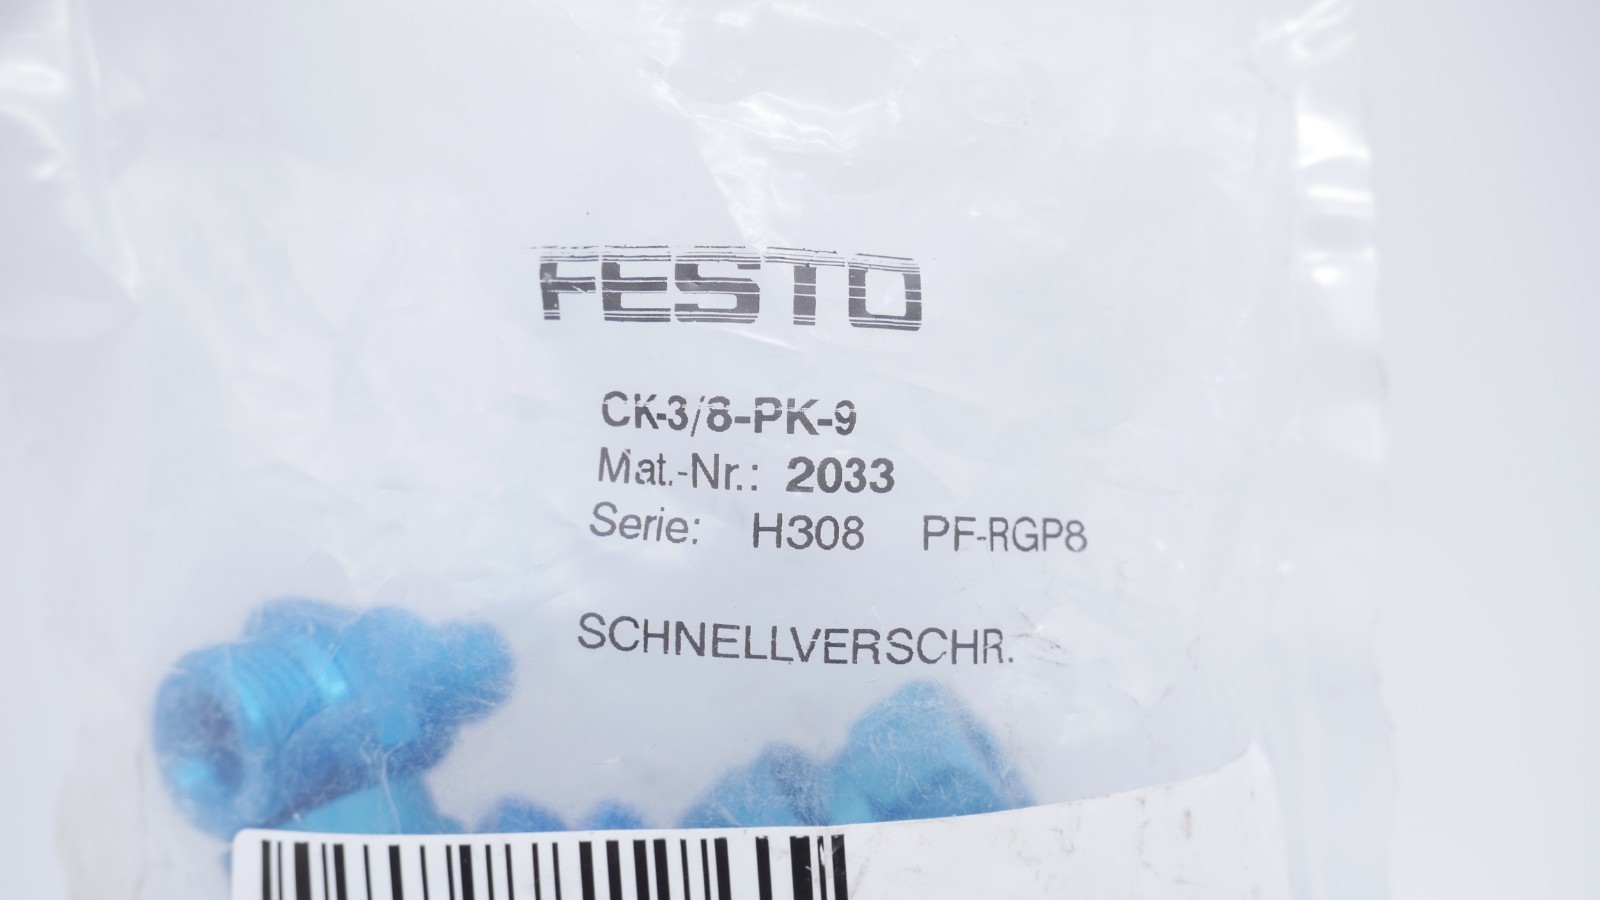 FESTO
CK-3/8-PK-9
Mat.-Nr.: 2033
Serie: H308 PF-RGP8
SCHNELLVERSCHR.